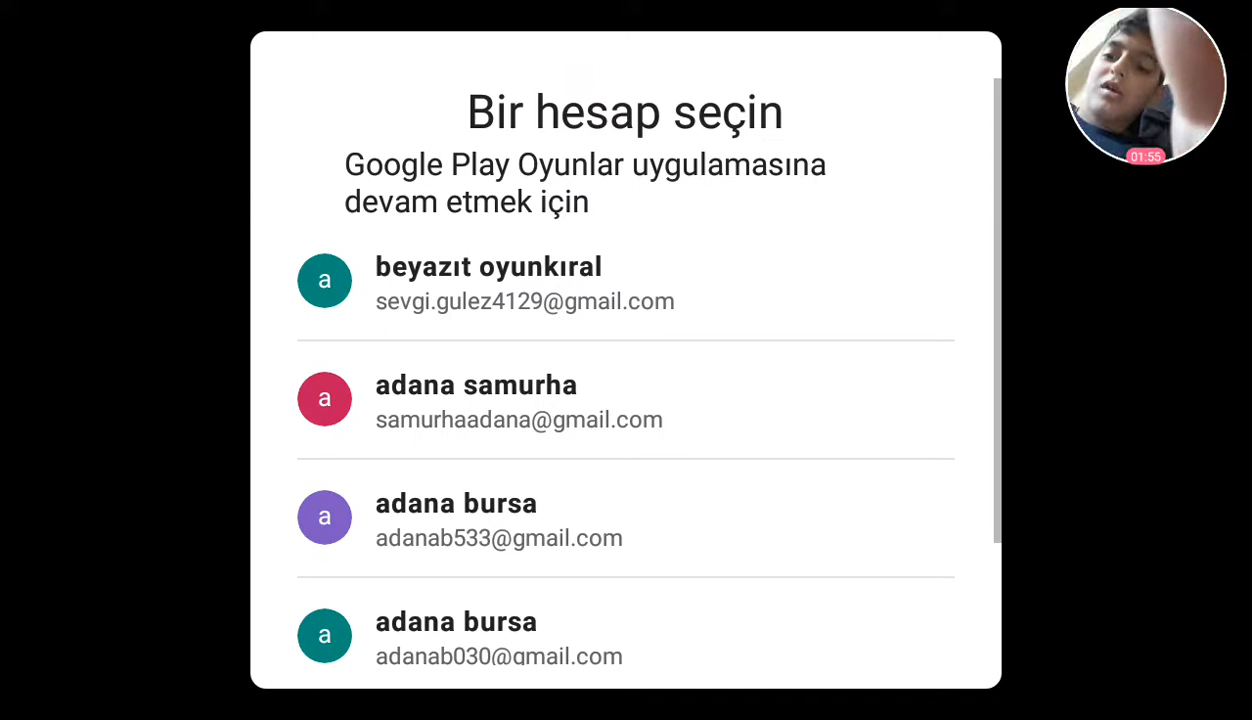 Bir hesap seçin
Google Play Oyunlar uygulamasına
devam etmek için
a
beyazıt oyunkıral
sevgi.gulez4129@gmail.com
a
adana samurha
samurhaadana@gmail.com
a
adana bursa
adanab533@gmail.com
a
adana bursa
adanab030@gmail.com
01:55